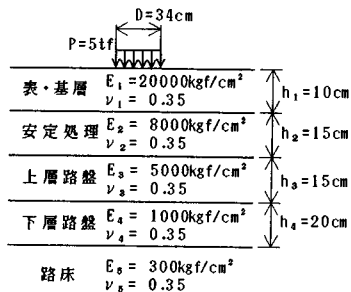 D=34cm
P=5tf
表・基層 E₁=20000kgf/cm²
ν₁ = 0.35
h₁=10cm
安定処理 E₂= 8000kgf/cm²
ν₂ = 0.35
h₂=15cm
上層路盤 E₃= 5000kgf/cm²
ν₃ = 0.35
h₃=15cm
下層路盤 E₄= 1000kgf/cm²
ν₄ = 0.35
h₄=20cm
路床 E₅= 300kgf/cm²
ν₅ = 0.35